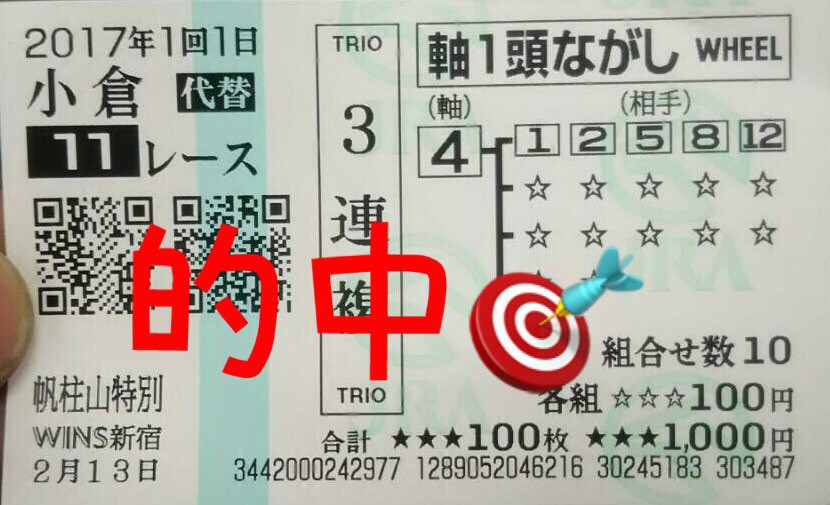 2017年1回1日
小倉 代替
11レース
帆柱山特別
WINS新宿
2月13日
TRIO
3連複
TRIO
軸1頭ながし WHEEL
(軸) (相手)
4 1 2 5 8 12
☆ ☆ ☆ ☆ ☆
☆ ☆ ☆ ☆ ☆
的中
組合せ数10
各組 ☆☆☆100円
合計 ★★★100枚 ★★★1,000円
3442000242977 1289052046216 30245183 303487